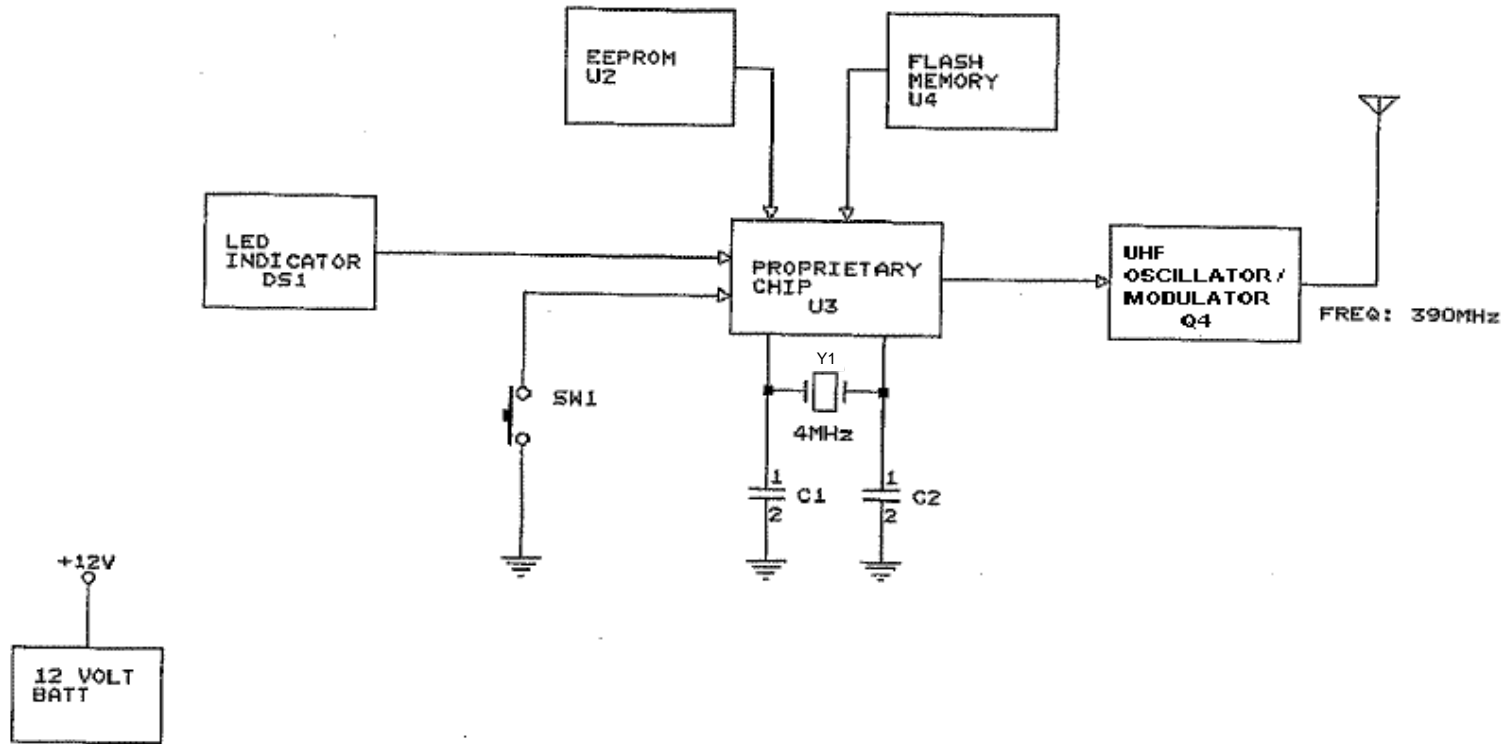 EEPROM
U2
FLASH
MEMORY
U4
LED
INDICATOR
DS1
PROPRIETARY
CHIP
U3
UHF
OSCILLATOR/
MODULATOR
Q4
FREQ: 390MHz
Y1
4MHz
SW1
1
C1
2
1
C2
2
+12V
12 VOLT
BATT